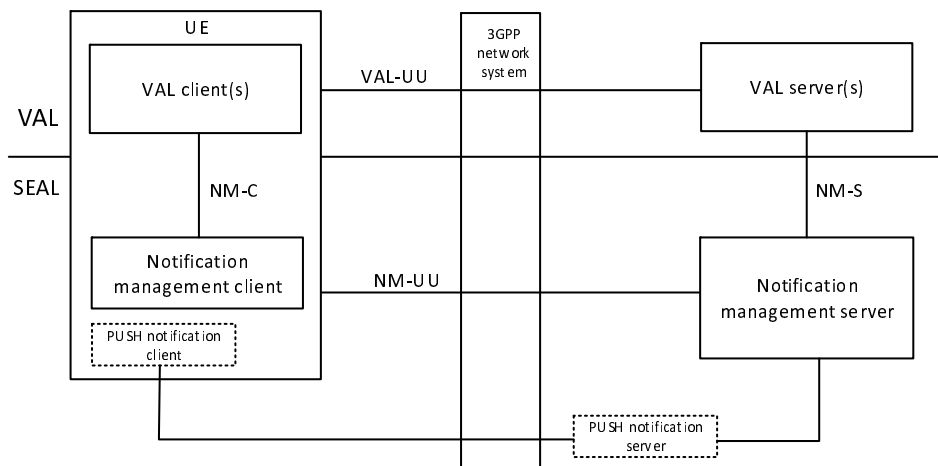 UE
3GPP
network
system
VAL client(s)
VAL-UU
VAL server(s)
VAL
SEAL
NM-C
NM-S
Notification
management client
NM-UU
Notification
management server
PUSH notification
client
PUSH notification
server